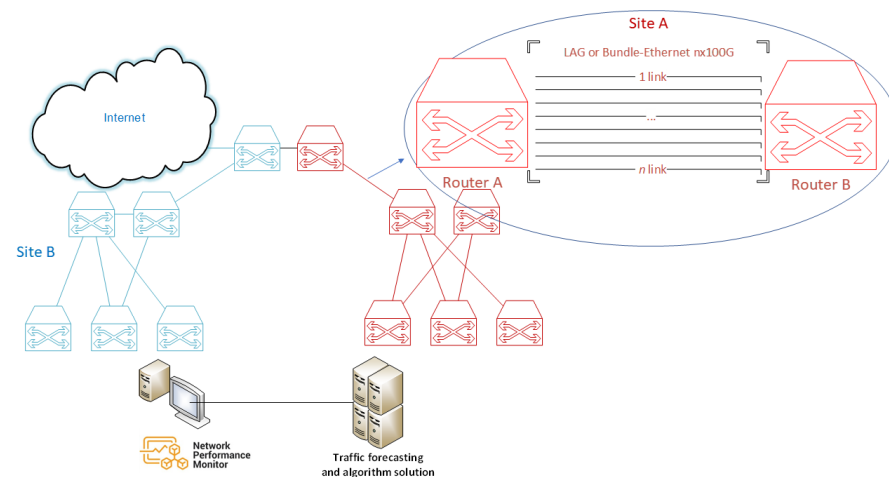 Site A
LAG or Bundle-Ethernet nx100G
1 link
...
n link
Router A
Router B
Internet
Site B
Network
Performance
Monitor
Traffic forecasting
and algorithm solution